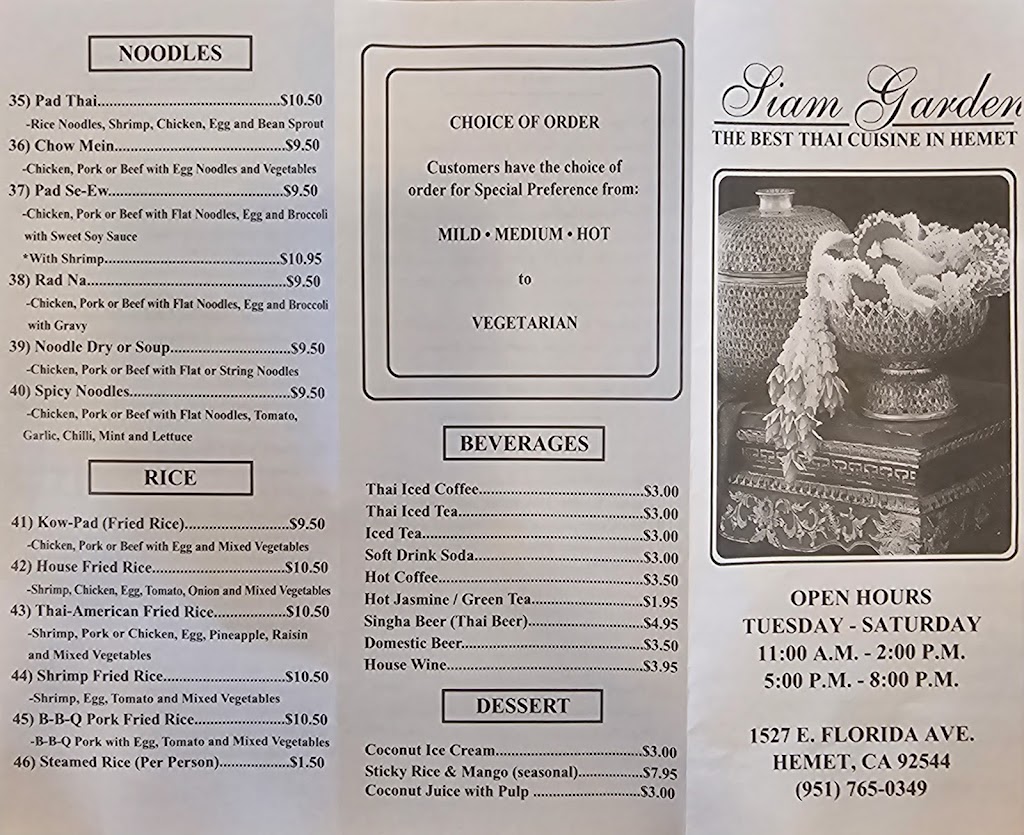 NOODLES
35) Pad Thai..............................................$10.50
-Rice Noodles, Shrimp, Chicken, Egg and Bean Sprout
36) Chow Mein...........................................$9.50
-Chicken, Pork or Beef with Egg Noodles and Vegetables
37) Pad Se-Ew............................................$9.50
-Chicken, Pork or Beef with Flat Noodles, Egg and Broccoli
with Sweet Soy Sauce
*With Shrimp............................................$10.95
38) Rad Na..................................................$9.50
-Chicken, Pork or Beef with Flat Noodles, Egg and Broccoli
with Gravy
39) Noodle Dry or Soup..............................$9.50
-Chicken, Pork or Beef with Flat or String Noodles
40) Spicy Noodles........................................$9.50
-Chicken, Pork or Beef with Flat Noodles, Tomato,
Garlic, Chilli, Mint and Lettuce
RICE
41) Kow-Pad (Fried Rice)..........................$9.50
-Chicken, Pork or Beef with Egg and Mixed Vegetables
42) House Fried Rice..................................$10.50
-Shrimp, Chicken, Egg, Tomato, Onion and Mixed Vegetables
43) Thai-American Fried Rice..................$10.50
-Shrimp, Pork or Chicken, Egg, Pineapple, Raisin
and Mixed Vegetables
44) Shrimp Fried Rice...............................$10.50
-Shrimp, Egg, Tomato and Mixed Vegetables
45) B-B-Q Pork Fried Rice.......................$10.50
-B-B-Q Pork with Egg, Tomato and Mixed Vegetables
46) Steamed Rice (Per Person)..................$1.50
CHOICE OF ORDER
Customers have the choice of
order for Special Preference from:
MILD • MEDIUM • HOT
to
VEGETARIAN
BEVERAGES
Thai Iced Coffee.........................................$3.00
Thai Iced Tea..............................................$3.00
Iced Tea.......................................................$3.00
Soft Drink Soda..........................................$3.00
Hot Coffee...................................................$3.50
Hot Jasmine / Green Tea............................$1.95
Singha Beer (Thai Beer).............................$4.95
Domestic Beer.............................................$3.50
House Wine.................................................$3.95
DESSERT
Coconut Ice Cream.....................................$3.00
Sticky Rice & Mango (seasonal).................$7.95
Coconut Juice with Pulp ...........................$3.00
Siam Garden
THE BEST THAI CUISINE IN HEMET
OPEN HOURS
TUESDAY - SATURDAY
11:00 A.M. - 2:00 P.M.
5:00 P.M. - 8:00 P.M.
1527 E. FLORIDA AVE.
HEMET, CA 92544
(951) 765-0349